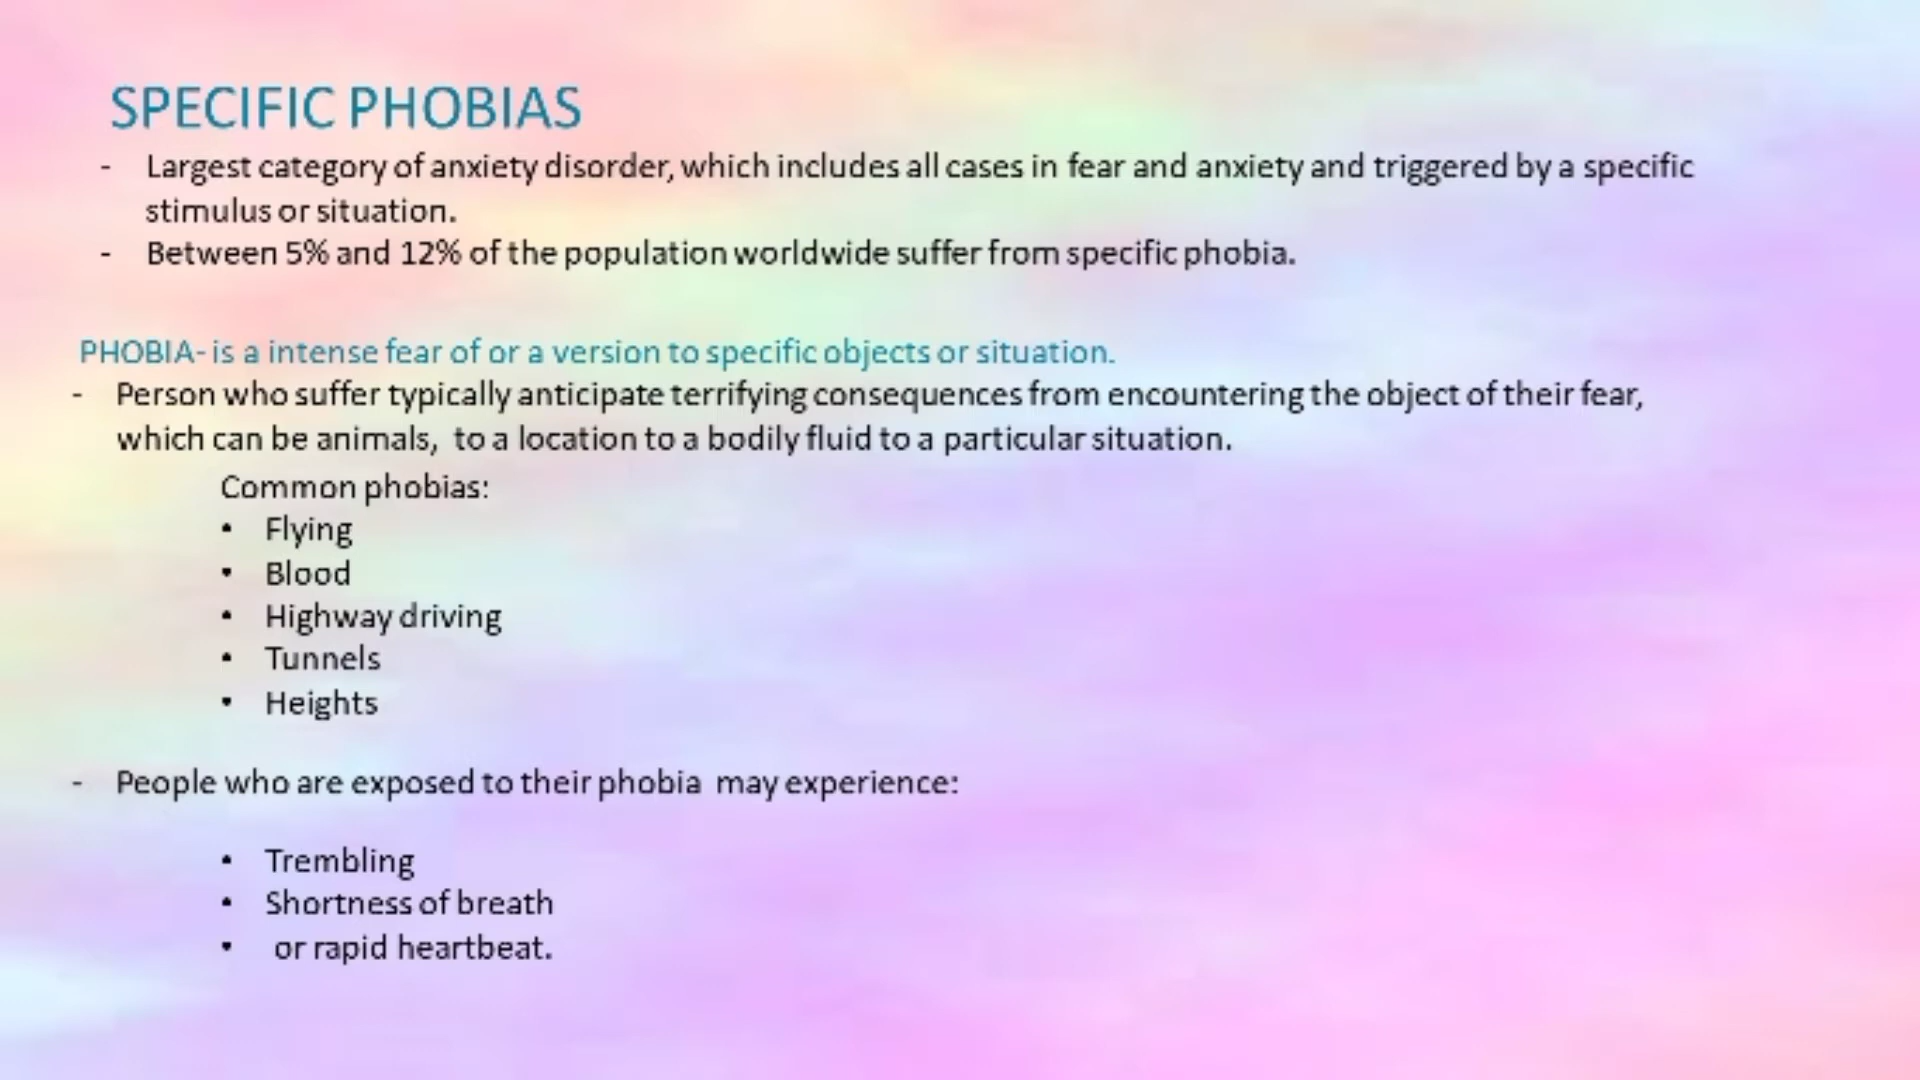 SPECIFIC PHOBIAS
- Largest category of anxiety disorder, which includes all cases in fear and anxiety and triggered by a specific
stimulus or situation.
- Between 5% and 12% of the population worldwide suffer from specific phobia.
PHOBIA- is a intense fear of or a version to specific objects or situation.
- Person who suffer typically anticipate terrifying consequences from encountering the object of their fear,
which can be animals, to a location to a bodily fluid to a particular situation.
Common phobias:
• Flying
• Blood
• Highway driving
• Tunnels
• Heights
- People who are exposed to their phobia may experience:
• Trembling
• Shortness of breath
• or rapid heartbeat.